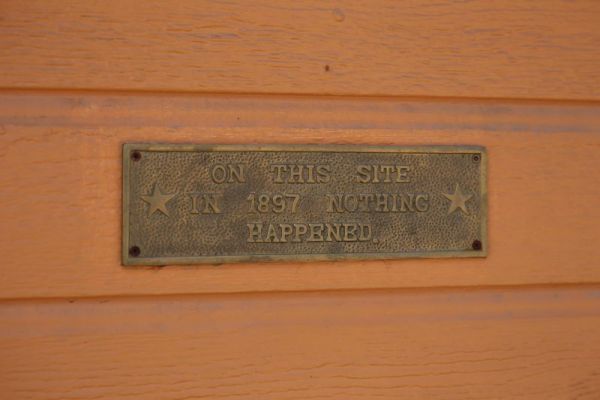 ON THIS SITE
IN 1897 NOTHING
HAPPENED.